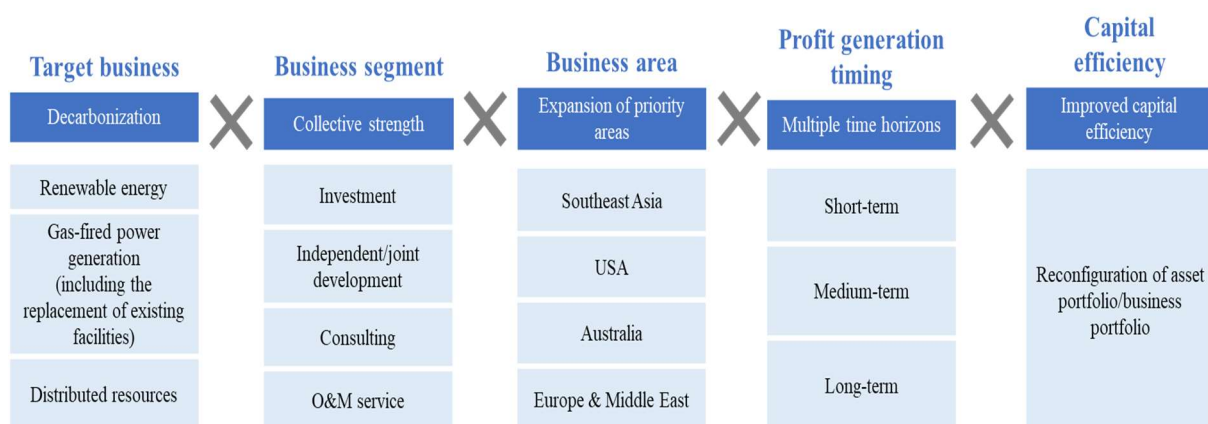 Target business
Decarbonization
Renewable energy
Gas-fired power
generation
(including the
replacement of existing
facilities)
Distributed resources
Business segment
Collective strength
Investment
Independent/joint
development
Consulting
O&M service
Business area
Expansion of priority
areas
Southeast Asia
USA
Australia
Europe & Middle East
Profit generation
timing
Multiple time horizons
Short-term
Medium-term
Long-term
Capital
efficiency
Improved capital
efficiency
Reconfiguration of asset
portfolio/business
portfolio